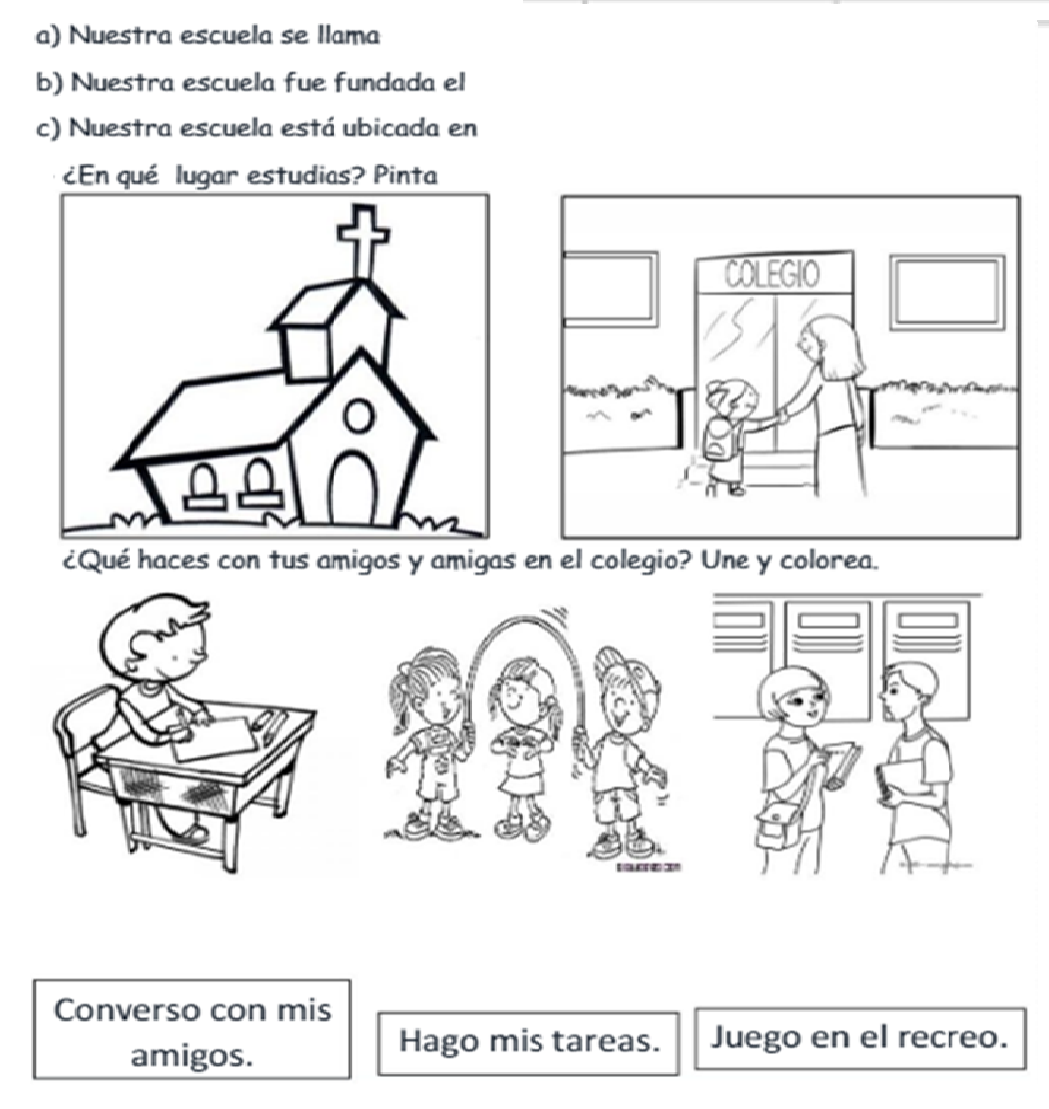 a) Nuestra escuela se llama
b) Nuestra escuela fue fundada el
c) Nuestra escuela está ubicada en
¿En qué lugar estudias? Pinta
COLEGIO
¿Qué haces con tus amigos y amigas en el colegio? Une y colorea.
Converso con mis
amigos.
Hago mis tareas.
Juego en el recreo.